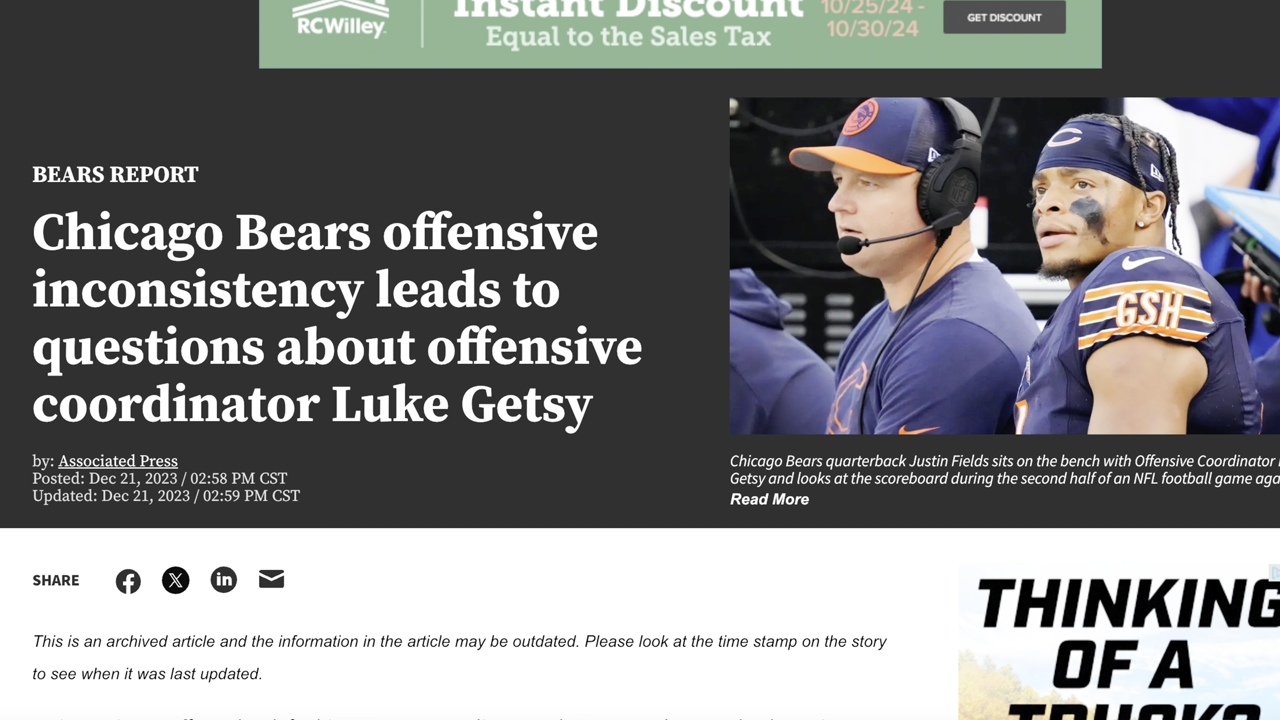 Instant Discount
Equal to the Sales Tax
RCWilley
10/25/24 -
10/30/24
GET DISCOUNT
BEARS REPORT
Chicago Bears offensive
inconsistency leads to
questions about offensive
coordinator Luke Getsy
by: Associated Press
Posted: Dec 21, 2023 / 02:58 PM CST
Updated: Dec 21, 2023 / 02:59 PM CST
C
GSH
Chicago Bears quarterback Justin Fields sits on the bench with Offensive Coordinator
Getsy and looks at the scoreboard during the second half of an NFL football game aga
Read More
SHARE
This is an archived article and the information in the article may be outdated. Please look at the time stamp on the story
to see when it was last updated.
THINKING
OF A
TRUCKS